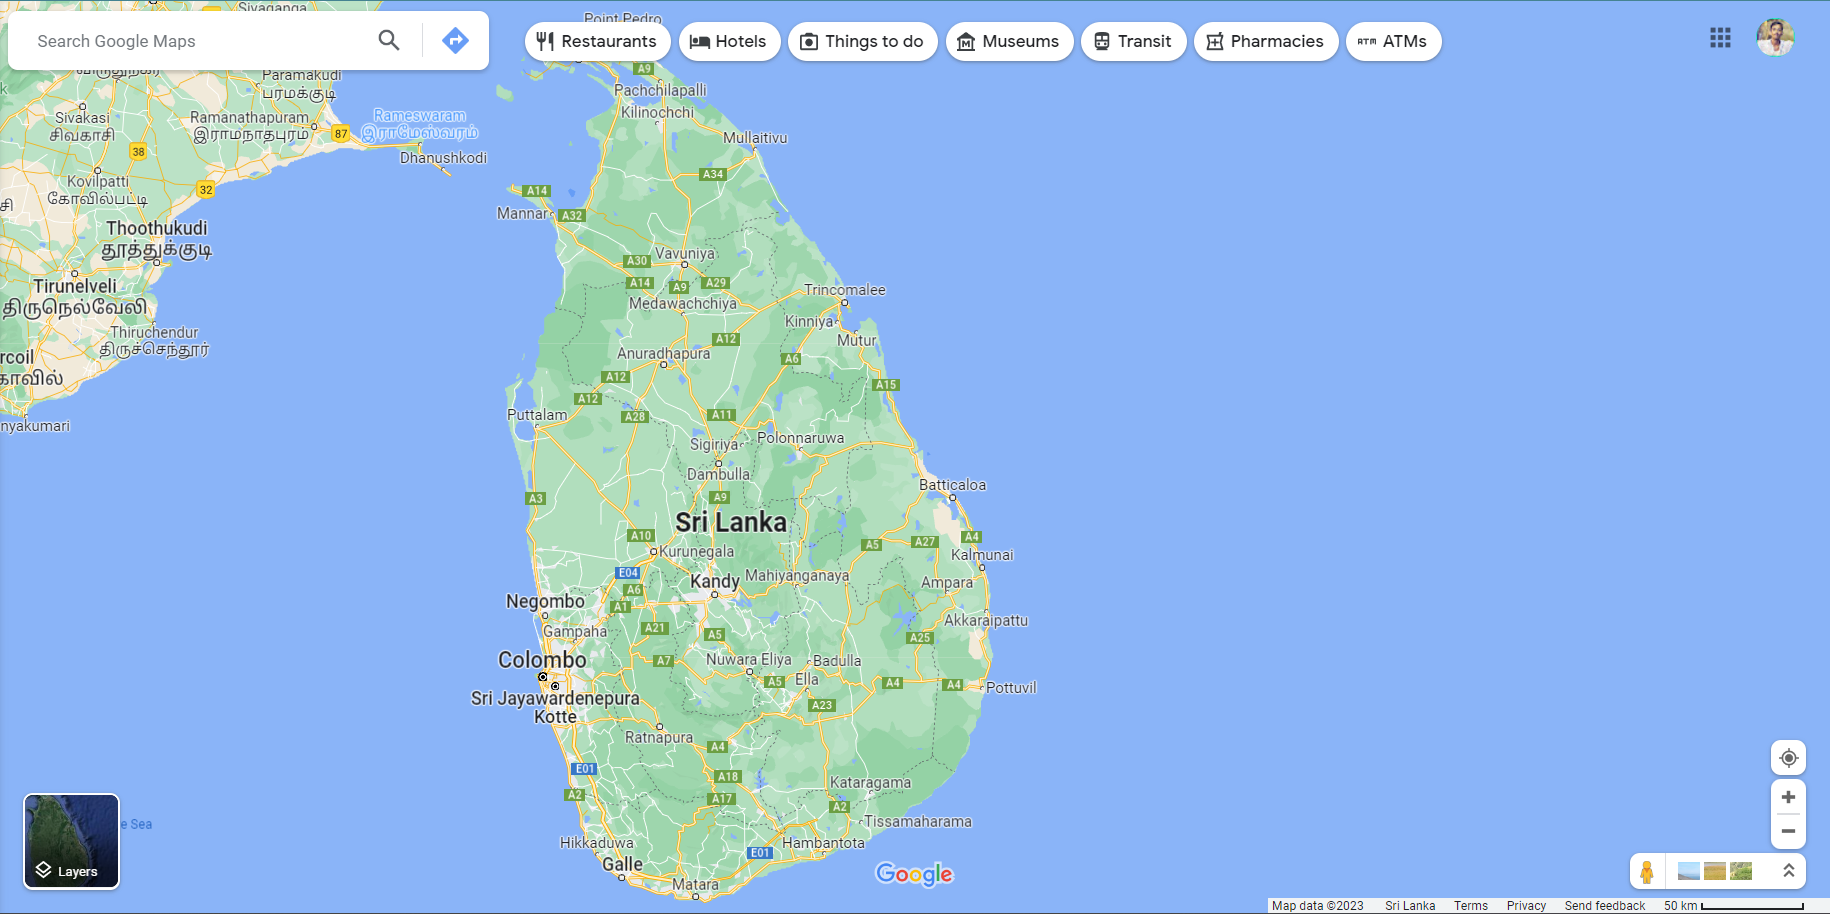 Sivaganga
Point Pedro
Search Google Maps
Restaurants
Hotels
Things to do
Museums
Transit
Pharmacies
ATM ATMs
A9
Paramakudi
பரமக்குடி
Pachchilapalli
Kilinochchi
Sivakasi
சிவகாசி
Ramanathapuram
இராமநாதபுரம்
87
Rameswaram
இராமேஸ்வரம்
Dhanushkodi
Mullaitivu
38
A34
Kovilpatti
கோவில்பட்டி
32
A14
Mannar
A32
Thoothukudi
தூத்துக்குடி
Vavuniya
A30
A14
A9
A29
Tirunelveli
திருநெல்வேலி
Medawachchiya
Trincomalee
Kinniya
Mutur
Thiruchendur
திருச்செந்தூர்
A12
Anuradhapura
A6
rcoil
காவில்
A12
A15
A12
Puttalam
A28
A11
nyakumari
Sigiriya
Polonnaruwa
Dambulla
A3
A9
Batticaloa
Sri Lanka
A10
A5
A27
A4
Kurunegala
Kalmunai
E04
Kandy
Mahiyanganaya
Ampara
A6
Negombo
A1
Akkaraipattu
Gampaha
A21
A5
A25
Colombo
A7
Nuwara Eliya
Badulla
A5
Ella
A4
A4
Pottuvil
Sri Jayawardenepura
Kotte
A23
Ratnapura
A4
E01
A18
Kataragama
A2
A17
A2
Tissamaharama
e Sea
Hikkaduwa
E01
Hambantota
Galle
Matara
Layers
Google
Map data ©2023
Sri Lanka
Terms
Privacy
Send feedback
50 km